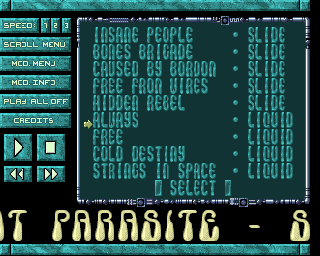 SPEED: 1 2 3
SCROLL MENU
MOD. MENU
MOD. INFO
PLAY ALL OFF
CREDITS
INSANE PEOPLE • SLIDE
BONES BRIGADE • SLIDE
CAUSED BY GORDON • SLIDE
FREE FROM VIRES • SLIDE
HIDDEN REBEL • SLIDE
ALWAYS • LIQUID
FREE • LIQUID
COLD DESTINY • LIQUID
STRINGS IN SPACE • LIQUID
[ SELECT ]
AT PARASITE - S